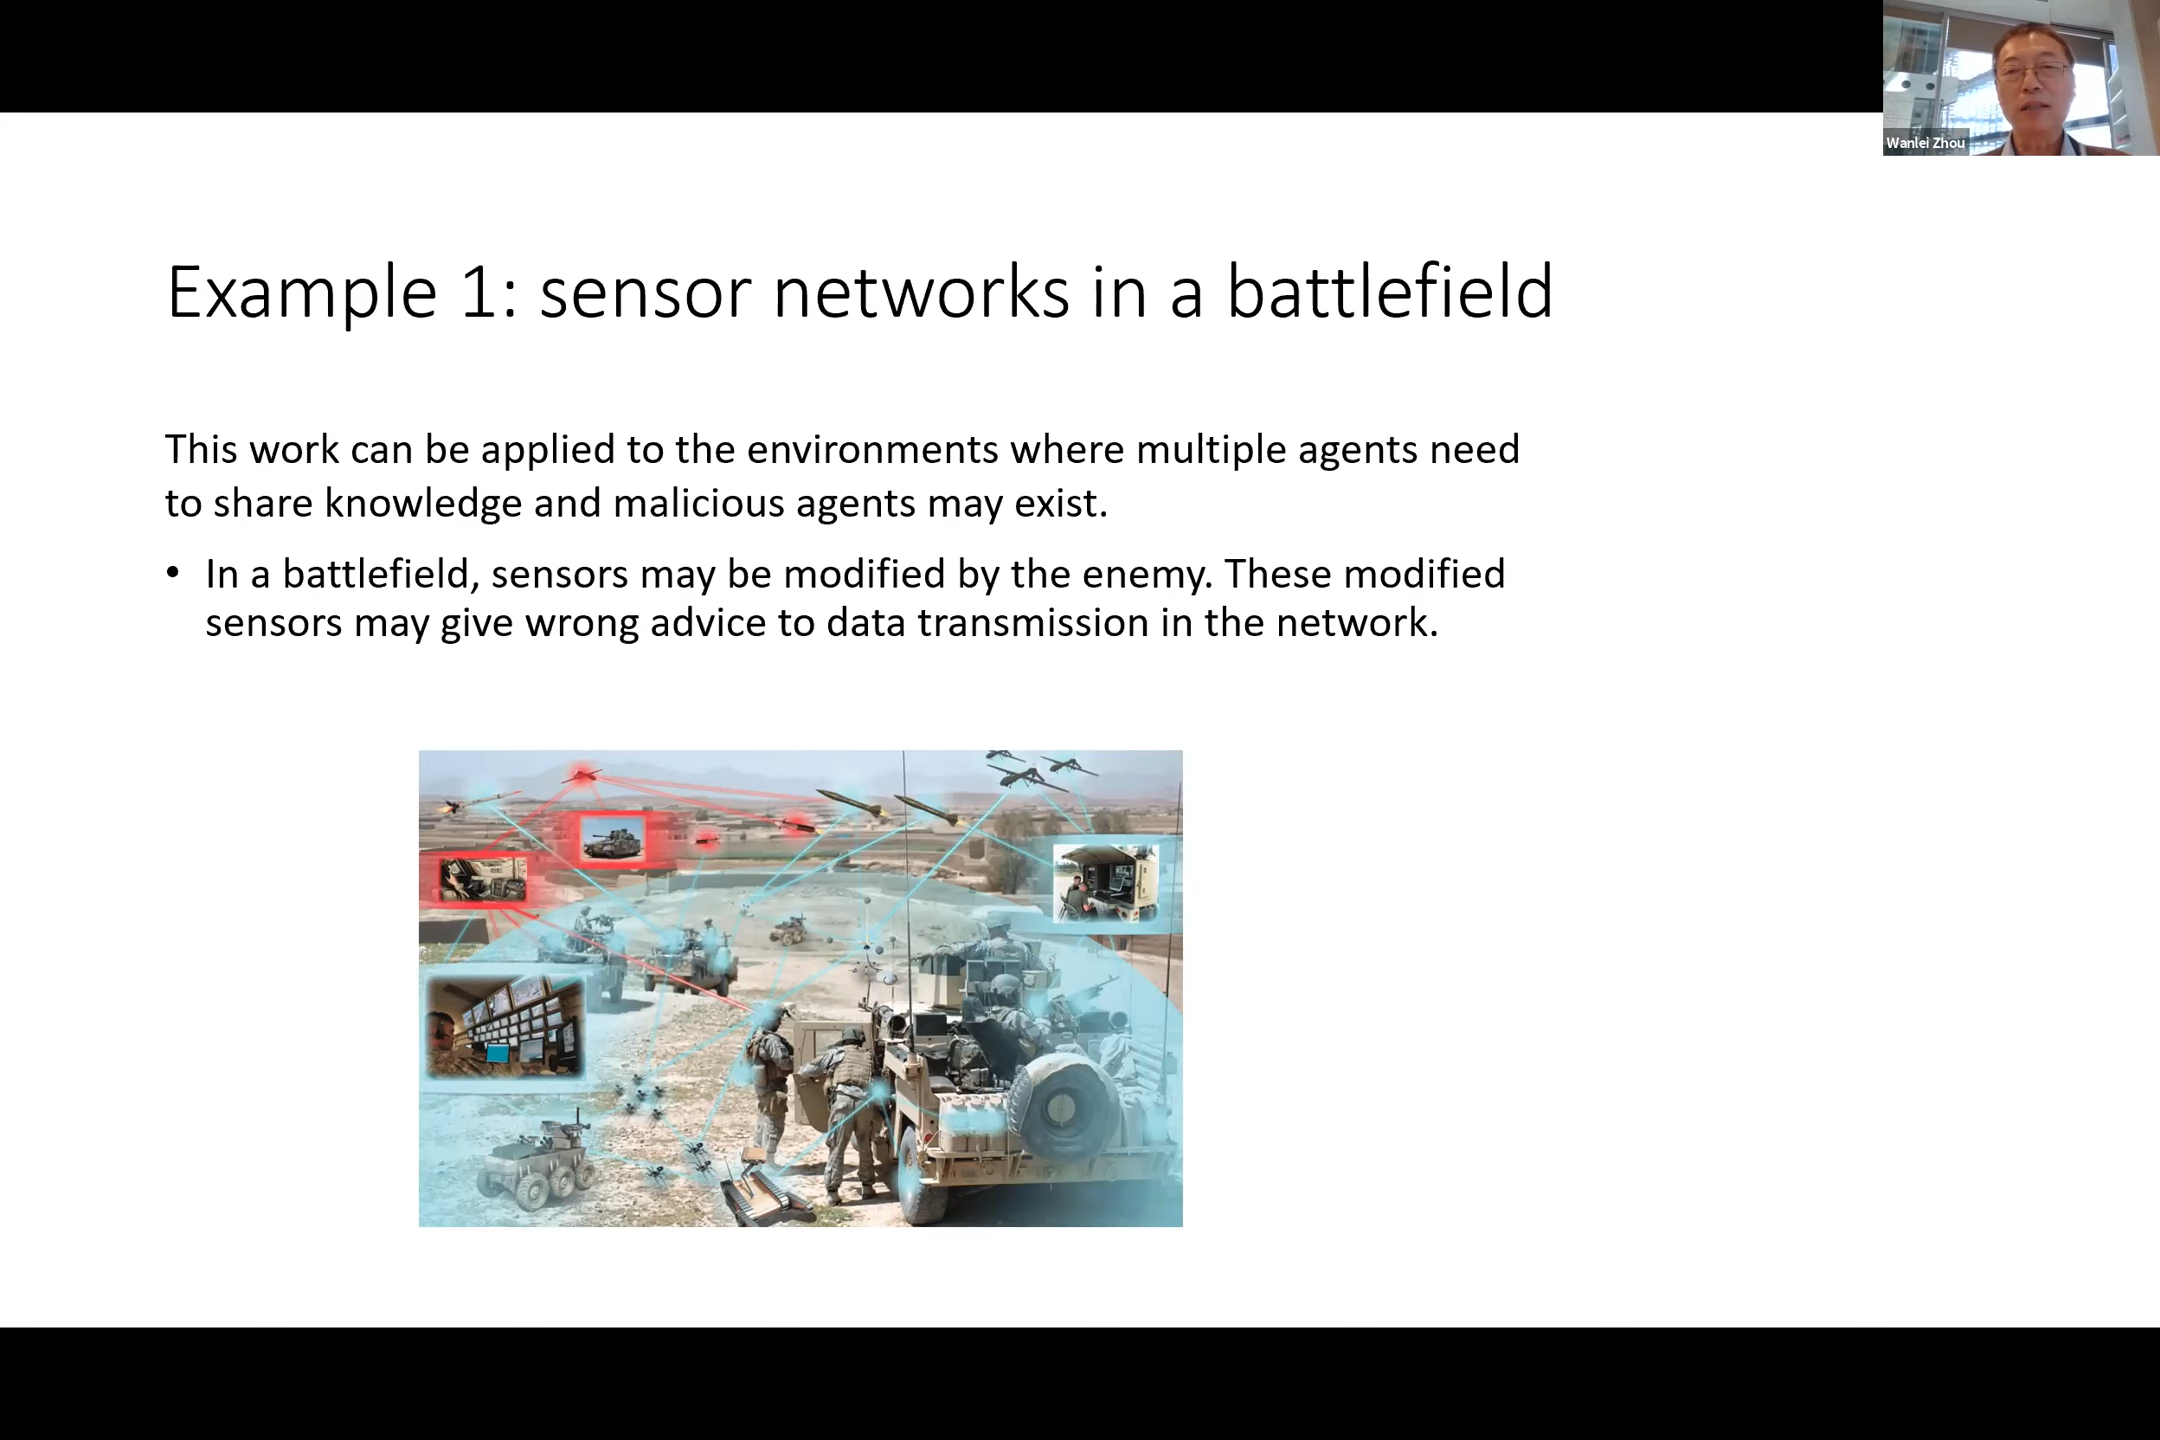 Wanlei Zhou
Example 1: sensor networks in a battlefield
This work can be applied to the environments where multiple agents need
to share knowledge and malicious agents may exist.
• In a battlefield, sensors may be modified by the enemy. These modified
sensors may give wrong advice to data transmission in the network.